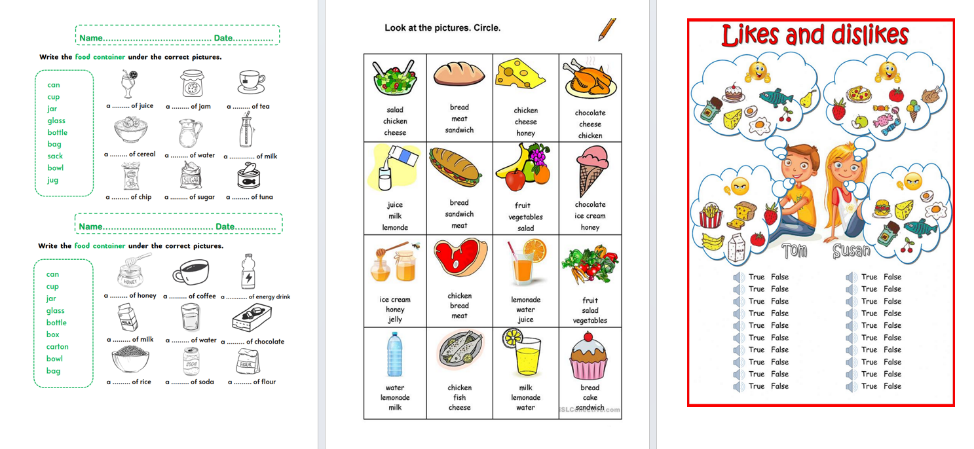 Name.......................................... Date...............
Write the food container under the correct pictures.
can
cup
jar
glass
bottle
bag
sack
bowl
jug
a ......... of juice a ......... of jam a ......... of tea
a ......... of cereal a ......... of water a ............ of milk
a ......... of chip a ......... of sugar a ......... of tuna
Name.......................................... Date...............
Write the food container under the correct pictures.
can
cup
jar
glass
bottle
box
carton
bowl
bag
a ......... of honey a ......... of coffee a ............ of energy drink
a ......... of milk a ......... of water a ......... of chocolate
a ......... of rice a ......... of soda a ......... of flour
Look at the pictures. Circle.
salad
chicken
cheese
bread
meat
sandwich
chicken
cheese
honey
chocolate
cheese
chicken
juice
milk
lemonde
bread
sandwich
meat
fruit
vegetables
salad
chocolate
ice cream
honey
ice cream
honey
jelly
chicken
bread
meat
lemonade
water
juice
fruit
salad
vegetables
water
lemonade
milk
chicken
fish
cheese
milk
lemonade
water
bread
cake
sandwich
Likes and dislikes
Tom Susan
True False True False
True False True False
True False True False
True False True False
True False True False
True False True False
True False True False
True False True False
True False True False
True False True False